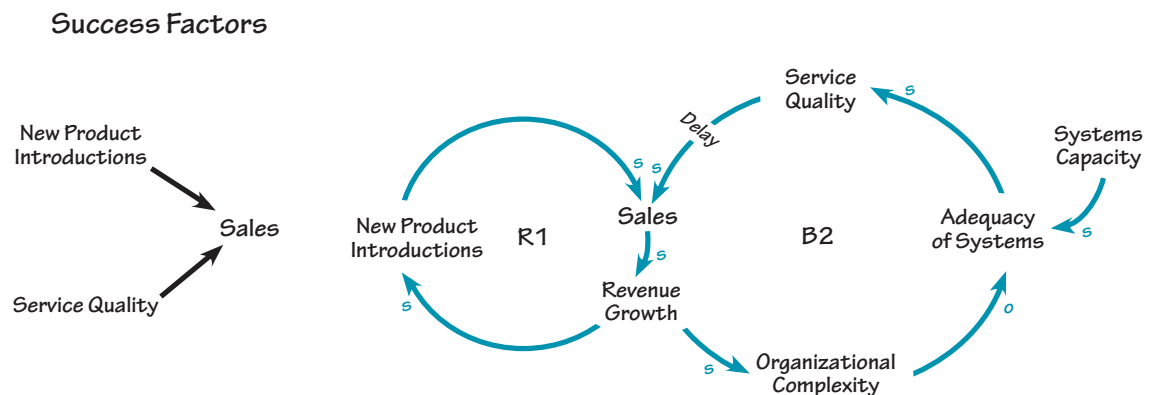 Success Factors
New Product
Introductions
Sales
Service Quality
New Product
Introductions
R1
s
s
s
Sales
s
Revenue
Growth
Delay
Service
Quality
s
B2
Systems
Capacity
s
Adequacy
of Systems
o
s
Organizational
Complexity